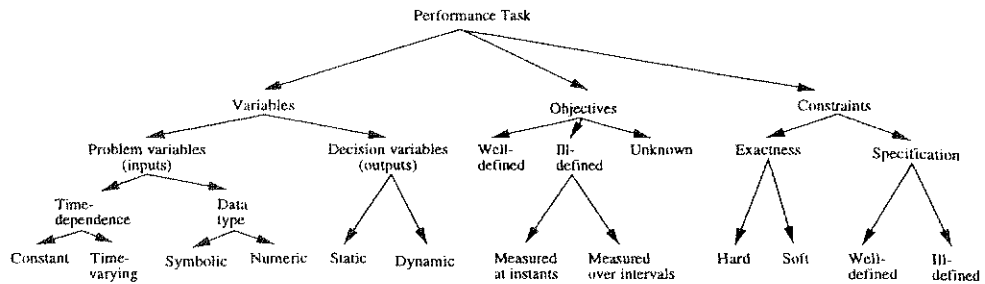 Performance Task
Variables
Objectives
Constraints
Problem variables
(inputs)
Decision variables
(outputs)
Well-
defined
Ill-
defined
Unknown
Exactness
Specification
Time-
dependence
Data
type
Constant
Time-
varying
Symbolic
Numeric
Static
Dynamic
Measured
at instants
Measured
over intervals
Hard
Soft
Well-
defined
Ill-
defined